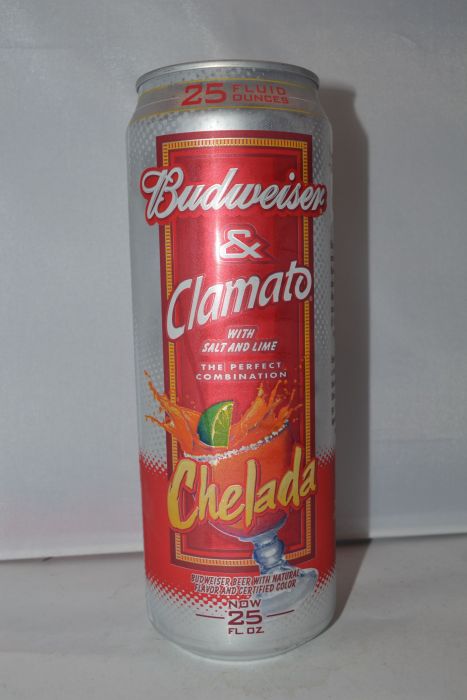 25 FLUID
OUNCES
Budweiser
&
Clamato®
WITH
SALT AND LIME
THE PERFECT
COMBINATION
Chelada
BUDWEISER BEER WITH NATURAL
FLAVOR AND CERTIFIED COLOR
NOW
25
FL. OZ.